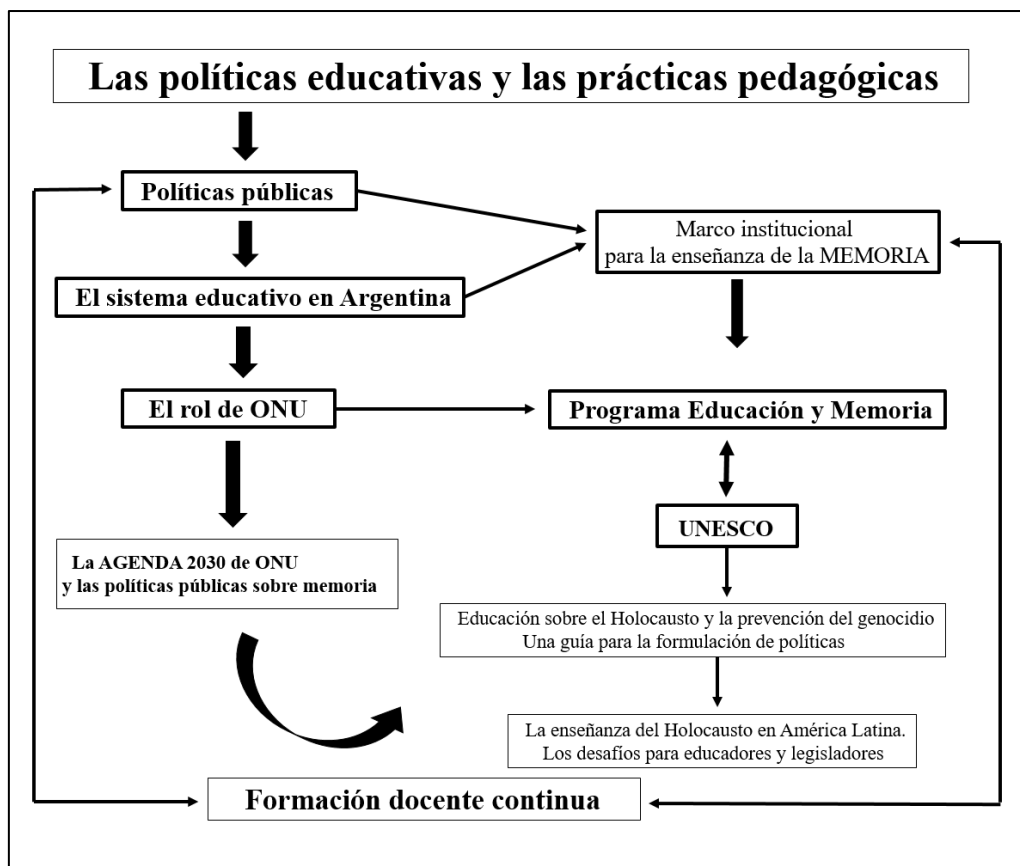 Las políticas educativas y las prácticas pedagógicas
Políticas públicas
Marco institucional
para la enseñanza de la MEMORIA
El sistema educativo en Argentina
El rol de ONU
Programa Educación y Memoria
UNESCO
La AGENDA 2030 de ONU
y las políticas públicas sobre memoria
Educación sobre el Holocausto y la prevención del genocidio
Una guía para la formulación de políticas
La enseñanza del Holocausto en América Latina.
Los desafíos para educadores y legisladores
Formación docente continua